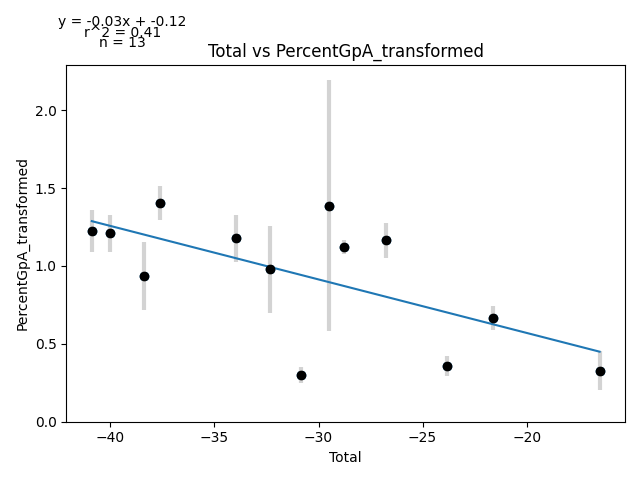 y = -0.03x + -0.12
r^2 = 0.41
n = 13
Total vs PercentGpA_transformed
PercentGpA_transformed
2.0
1.5
1.0
0.5
0.0
−40
−35
−30
−25
−20
Total